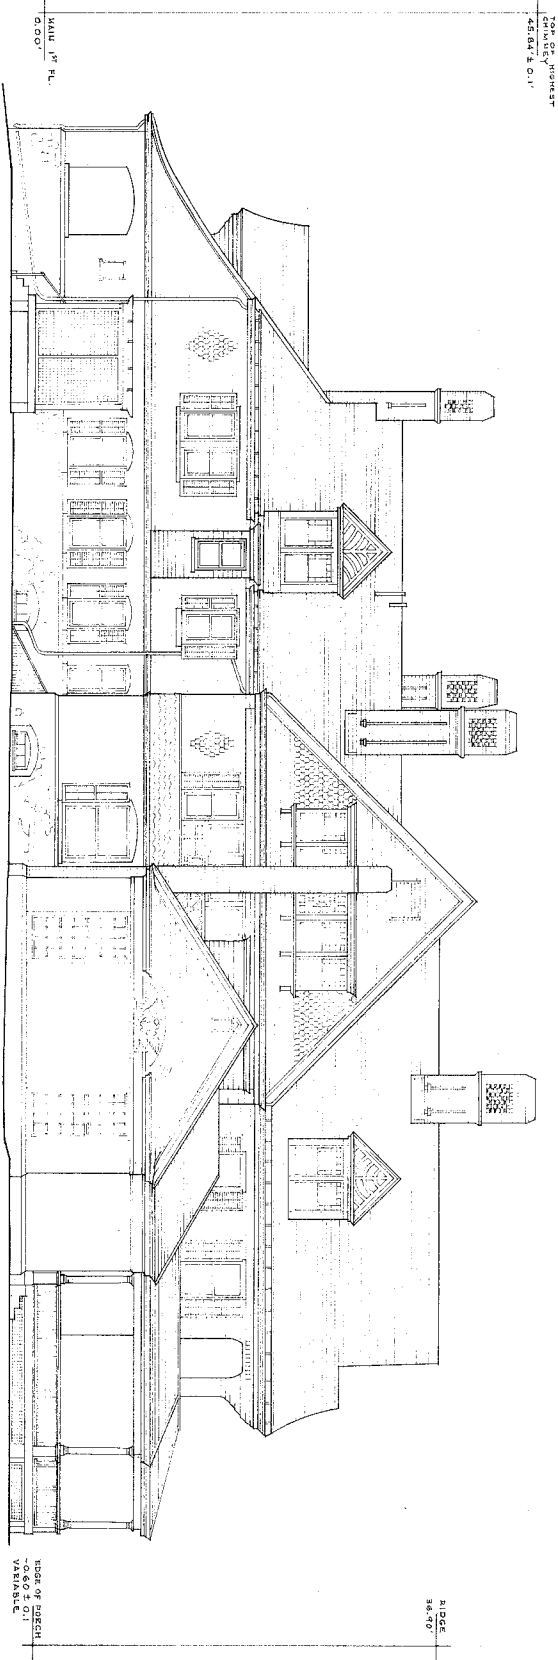 TOP OF HIGHEST
CHIMNEY
45.84' ± 0.1'
MAIN 1ST FL.
0.00'
RIDGE
36.90'
EDGE OF PORCH
-0.60 ± 0.1
VARIABLE